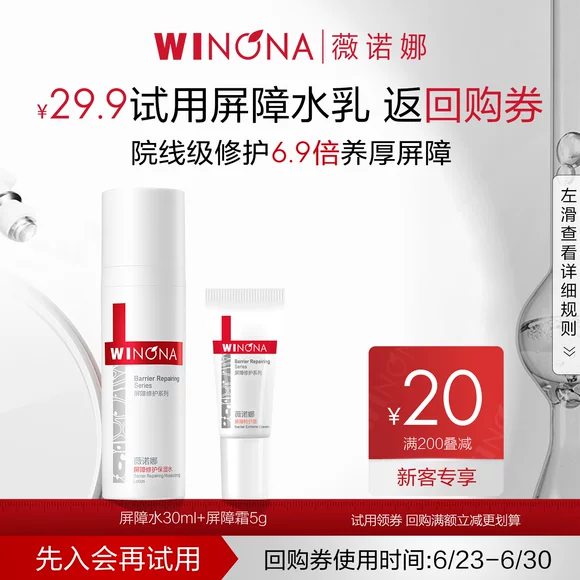 WINONA|薇诺娜
¥29.9试用屏障水乳 返回购券
院线级修护6.9倍养厚屏障
左滑查看详细规则
WINONA
Barrier Repairing
Series
屏障修护系列
薇诺娜
屏障修护保湿水
Barrier Repairing Moisturizing
Lotion
WINONA
Barrier Repairing
Series
屏障修护系列
薇诺娜
¥20
满200叠减
新客专享
屏障水30ml+屏障霜5g
试用领券 回购满额立减更划算
先入会再试用
回购券使用时间:6/23-6/30